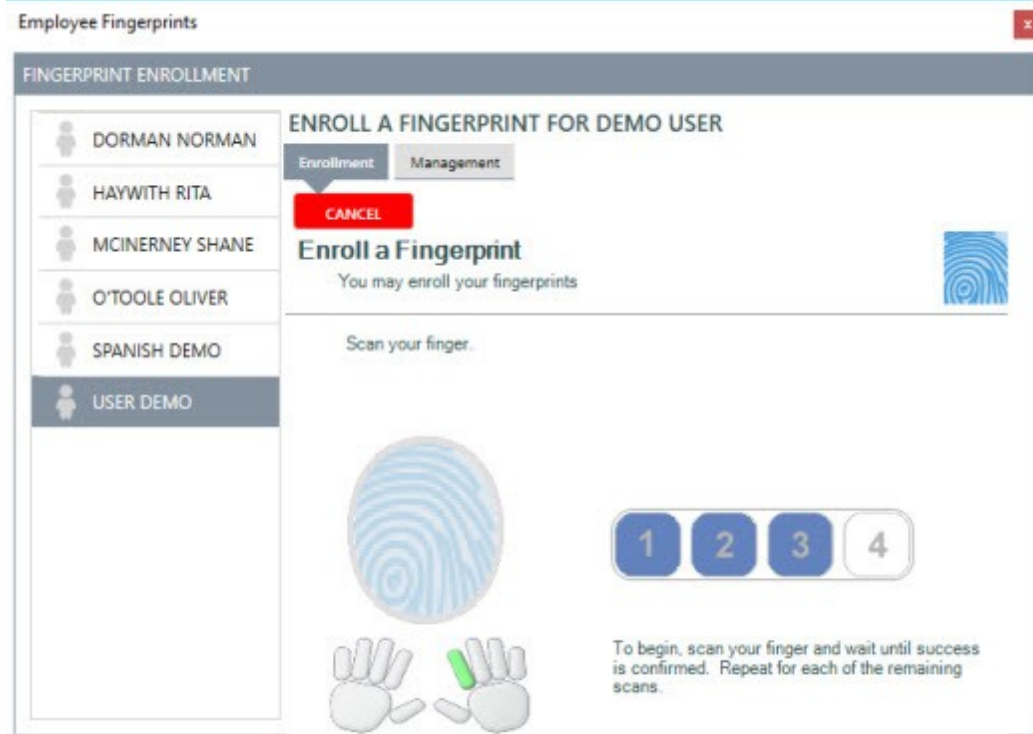 Employee Fingerprints
x
FINGERPRINT ENROLLMENT
DORMAN NORMAN
HAYWITH RITA
MCINERNEY SHANE
O'TOOLE OLIVER
SPANISH DEMO
USER DEMO
ENROLL A FINGERPRINT FOR DEMO USER
Enrollment Management
CANCEL
Enroll a Fingerprint
You may enroll your fingerprints
Scan your finger.
1 2 3 4
To begin, scan your finger and wait until success
is confirmed. Repeat for each of the remaining
scans.